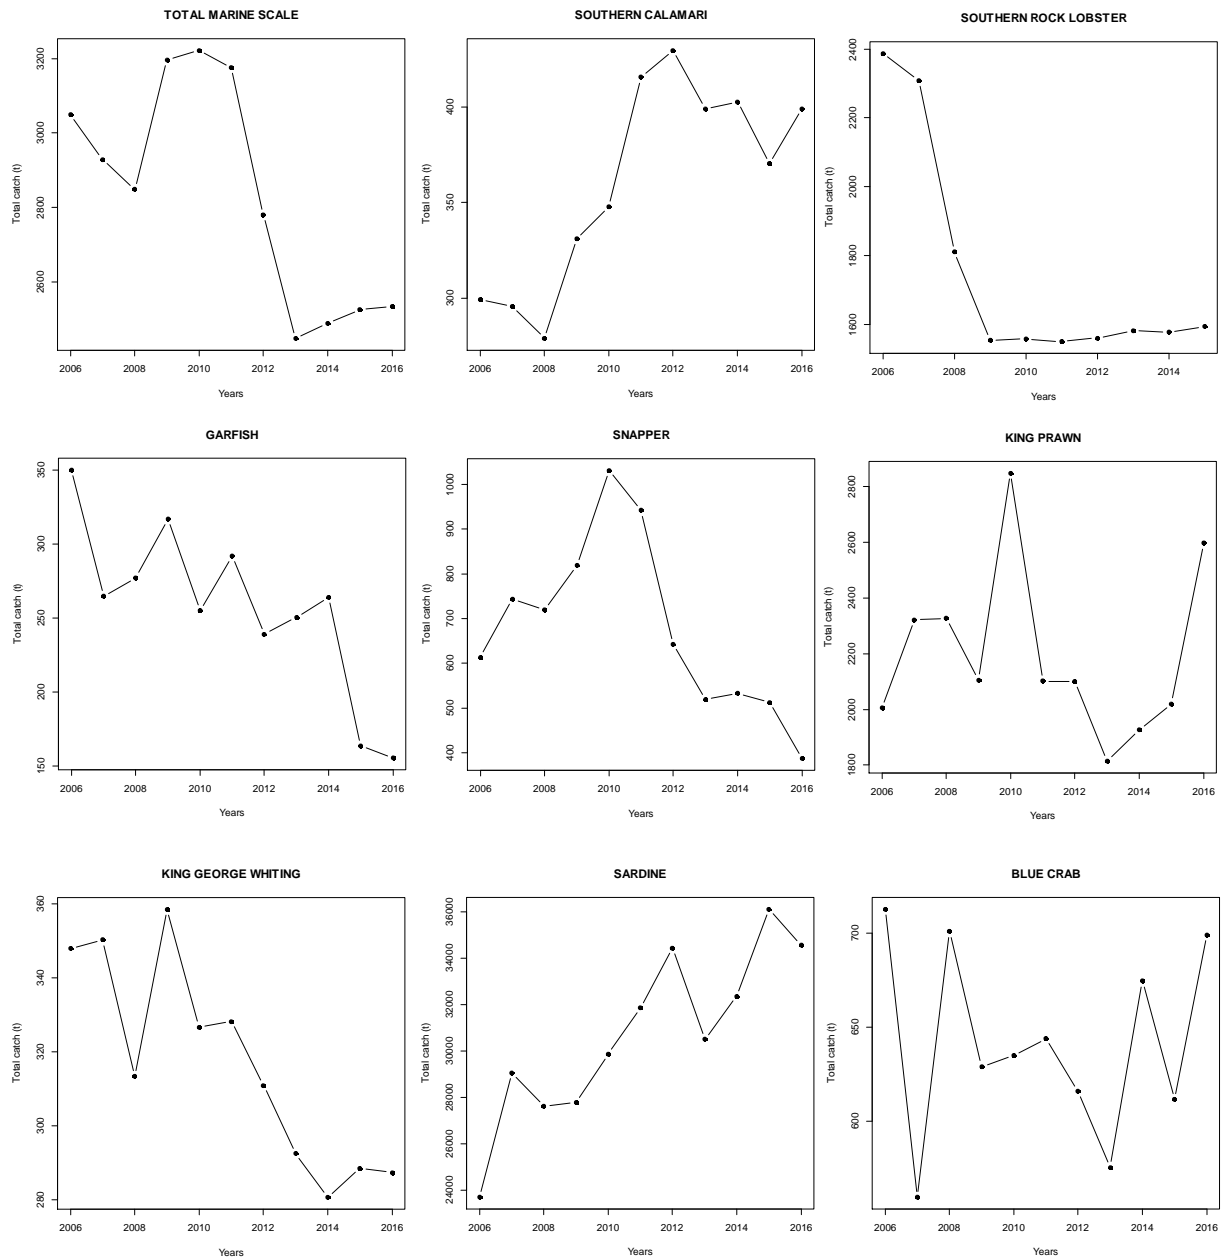 TOTAL MARINE SCALE
Total catch (t)
2600 2800 3000 3200
2006 2008 2010 2012 2014 2016
Years
SOUTHERN CALAMARI
Total catch (t)
300 350 400
2006 2008 2010 2012 2014 2016
Years
SOUTHERN ROCK LOBSTER
Total catch (t)
1600 1800 2000 2200 2400
2006 2008 2010 2012 2014
Years
GARFISH
Total catch (t)
150 200 250 300 350
2006 2008 2010 2012 2014 2016
Years
SNAPPER
Total catch (t)
400 500 600 700 800 900 1000
2006 2008 2010 2012 2014 2016
Years
KING PRAWN
Total catch (t)
1800 2000 2200 2400 2600 2800
2006 2008 2010 2012 2014 2016
Years
KING GEORGE WHITING
Total catch (t)
280 300 320 340 360
2006 2008 2010 2012 2014 2016
Years
SARDINE
Total catch (t)
24000 26000 28000 30000 32000 34000 36000
2006 2008 2010 2012 2014 2016
Years
BLUE CRAB
Total catch (t)
600 650 700
2006 2008 2010 2012 2014 2016
Years